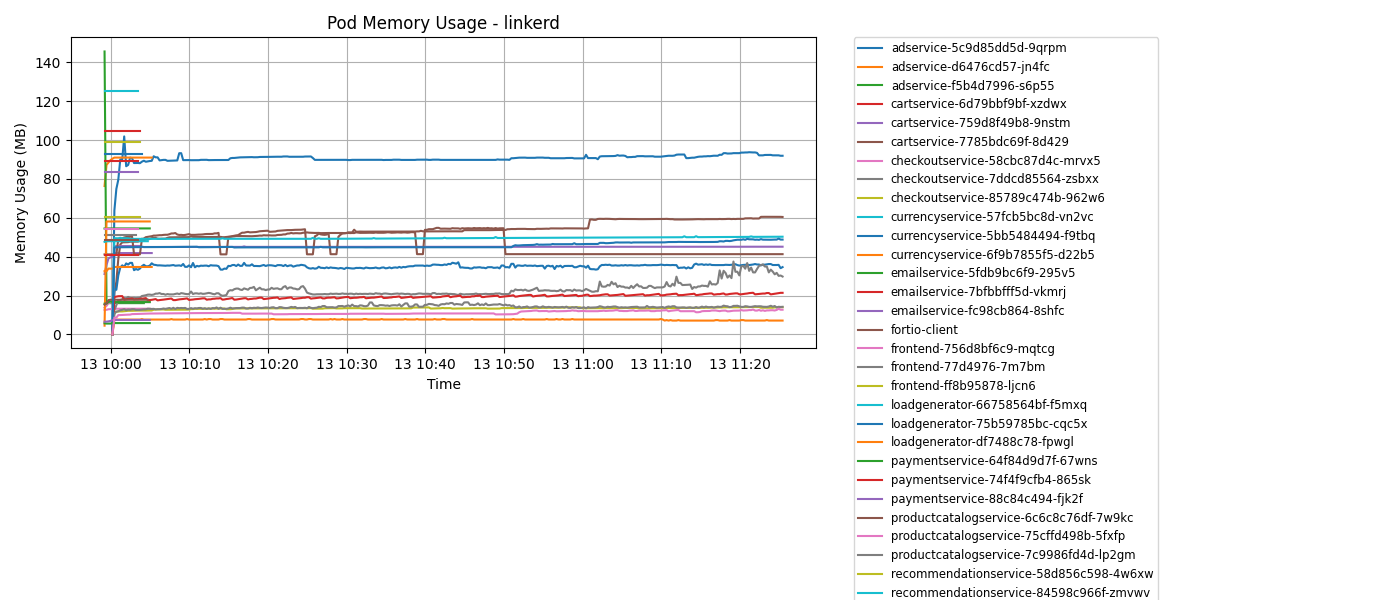 Pod Memory Usage - linkerd
Memory Usage (MB)
140
120
100
80
60
40
20
0
13 10:00 13 10:10 13 10:20 13 10:30 13 10:40 13 10:50 13 11:00 13 11:10 13 11:20
Time
adservice-5c9d85dd5d-9qrpm
adservice-d6476cd57-jn4fc
adservice-f5b4d7996-s6p55
cartservice-6d79bbf9bf-xzdwx
cartservice-759d8f49b8-9nstm
cartservice-7785bdc69f-8d429
checkoutservice-58cbc87d4c-mrvx5
checkoutservice-7ddcd85564-zsbxx
checkoutservice-85789c474b-962w6
currencyservice-57fcb5bc8d-vn2vc
currencyservice-5bb5484494-f9tbq
currencyservice-6f9b7855f5-d22b5
emailservice-5fdb9bc6f9-295v5
emailservice-7bfbbfff5d-vkmrj
emailservice-fc98cb864-8shfc
fortio-client
frontend-756d8bf6c9-mqtcg
frontend-77d4976-7m7bm
frontend-ff8b95878-ljcn6
loadgenerator-66758564bf-f5mxq
loadgenerator-75b59785bc-cqc5x
loadgenerator-df7488c78-fpwgl
paymentservice-64f84d9d7f-67wns
paymentservice-74f4f9cfb4-865sk
paymentservice-88c84c494-fjk2f
productcatalogservice-6c6c8c76df-7w9kc
productcatalogservice-75cffd498b-5fxfp
productcatalogservice-7c9986fd4d-lp2gm
recommendationservice-58d856c598-4w6xw
recommendationservice-84598c966f-zmvwv